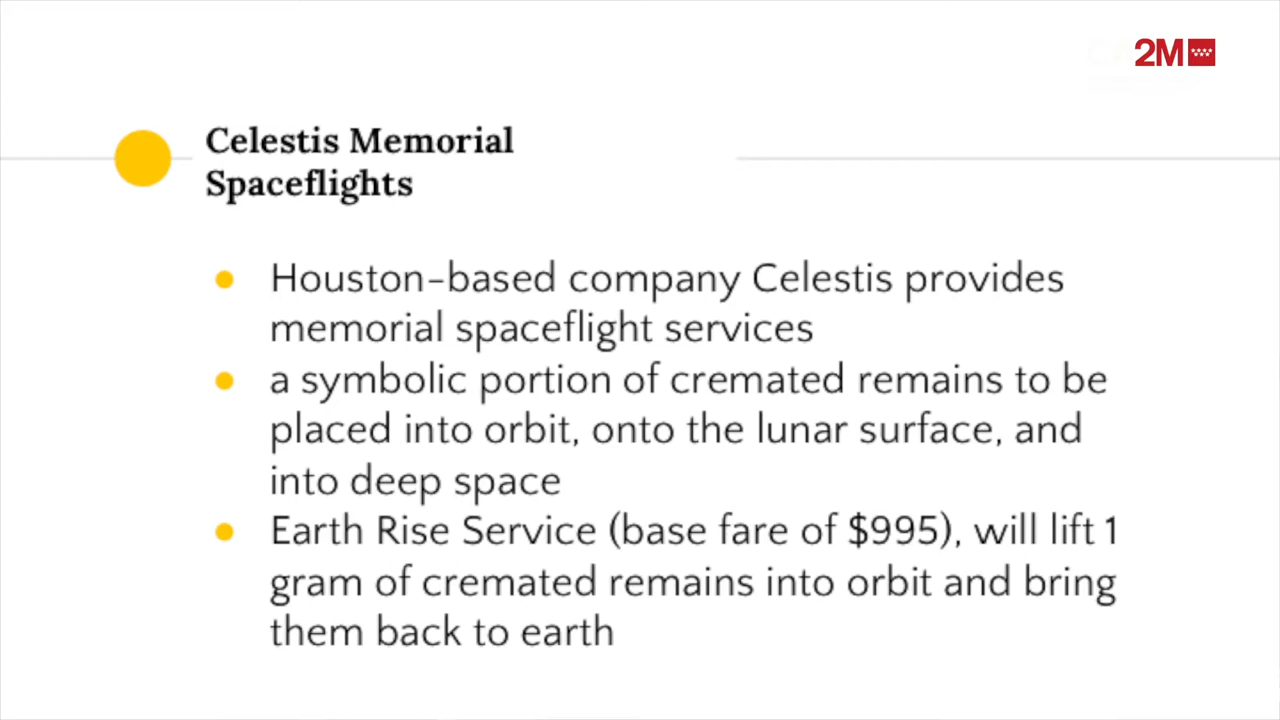 2M
Celestis Memorial
Spaceflights
Houston-based company Celestis provides
memorial spaceflight services
a symbolic portion of cremated remains to be
placed into orbit, onto the lunar surface, and
into deep space
Earth Rise Service (base fare of $995), will lift 1
gram of cremated remains into orbit and bring
them back to earth